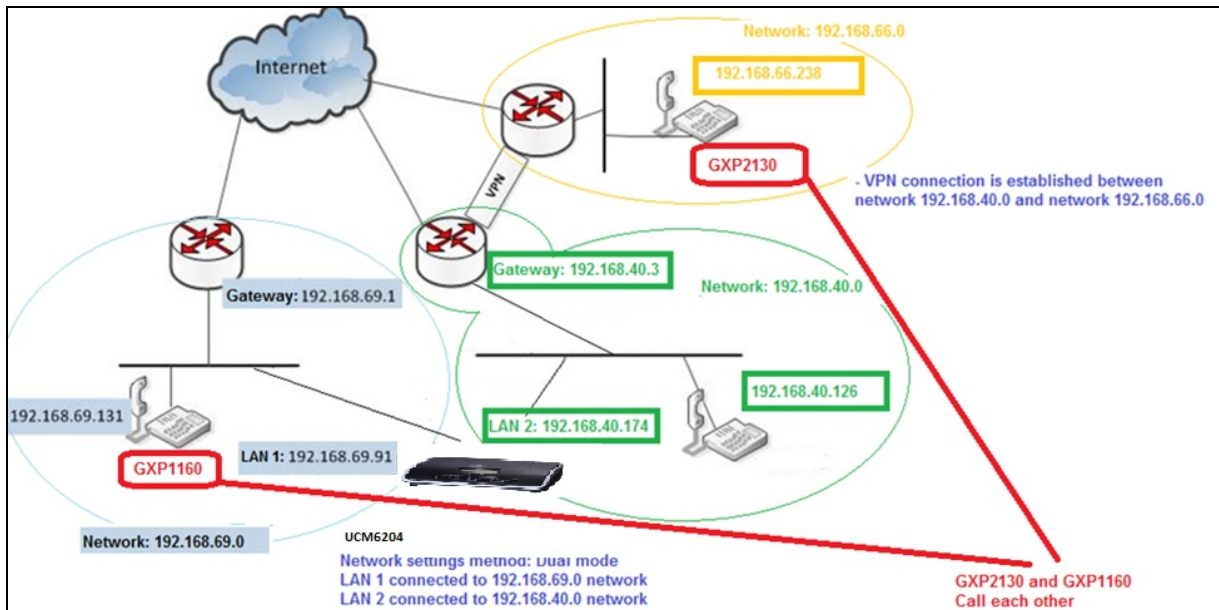 Network: 192.168.66.0
Internet
192.168.66.238
GXP2130
VPN
- VPN connection is established between
network 192.168.40.0 and network 192.168.66.0
Gateway: 192.168.40.3
Gateway: 192.168.69.1
Network: 192.168.40.0
192.168.40.126
192.168.69.131
LAN 2: 192.168.40.174
LAN 1: 192.168.69.91
GXP1160
Network: 192.168.69.0
UCM6204
Network settings method: Dual mode
LAN 1 connected to 192.168.69.0 network
LAN 2 connected to 192.168.40.0 network
GXP2130 and GXP1160
Call each other